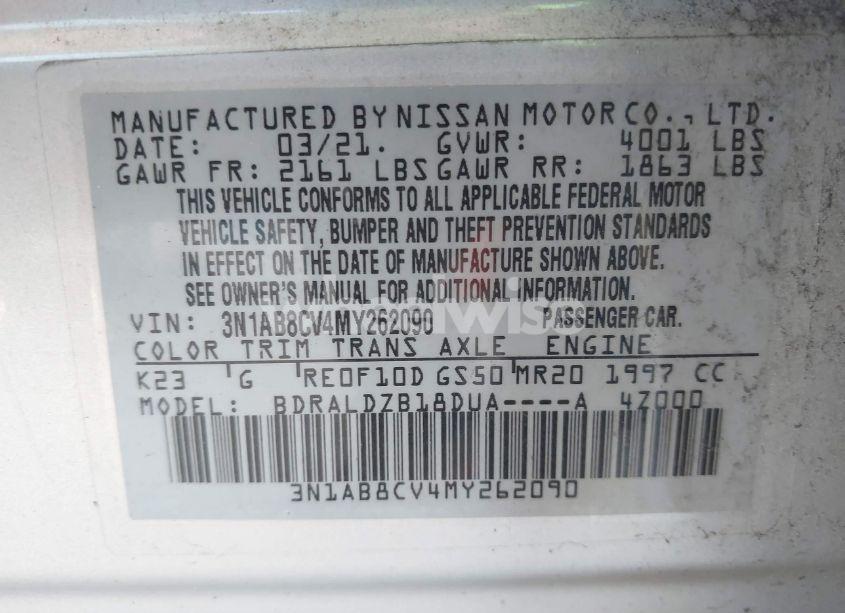 MANUFACTURED BY NISSAN MOTOR CO., LTD.
DATE: 03/21. GVWR: 4001 LBS
GAWR FR: 2161 LBS GAWR RR: 1863 LBS
THIS VEHICLE CONFORMS TO ALL APPLICABLE FEDERAL MOTOR
VEHICLE SAFETY, BUMPER AND THEFT PREVENTION STANDARDS
IN EFFECT ON THE DATE OF MANUFACTURE SHOWN ABOVE.
SEE OWNER'S MANUAL FOR ADDITIONAL INFORMATION.
VIN: 3N1AB8CV4MY262090 PASSENGER CAR.
COLOR TRIM TRANS AXLE ENGINE
K23 G RE0F10D GS50 MR20 1997 CC
MODEL: BDRALDZB18DUA----A 4Z000
3N1AB8CV4MY262090